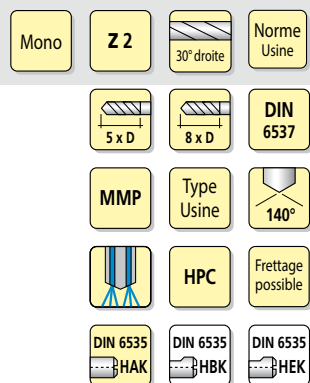 Mono
Z 2
30° droite
Norme
Usine
5 x D
8 x D
DIN
6537
MMP
Type
Usine
140°
HPC
Frettage
possible
DIN 6535
HAK
DIN 6535
HBK
DIN 6535
HEK